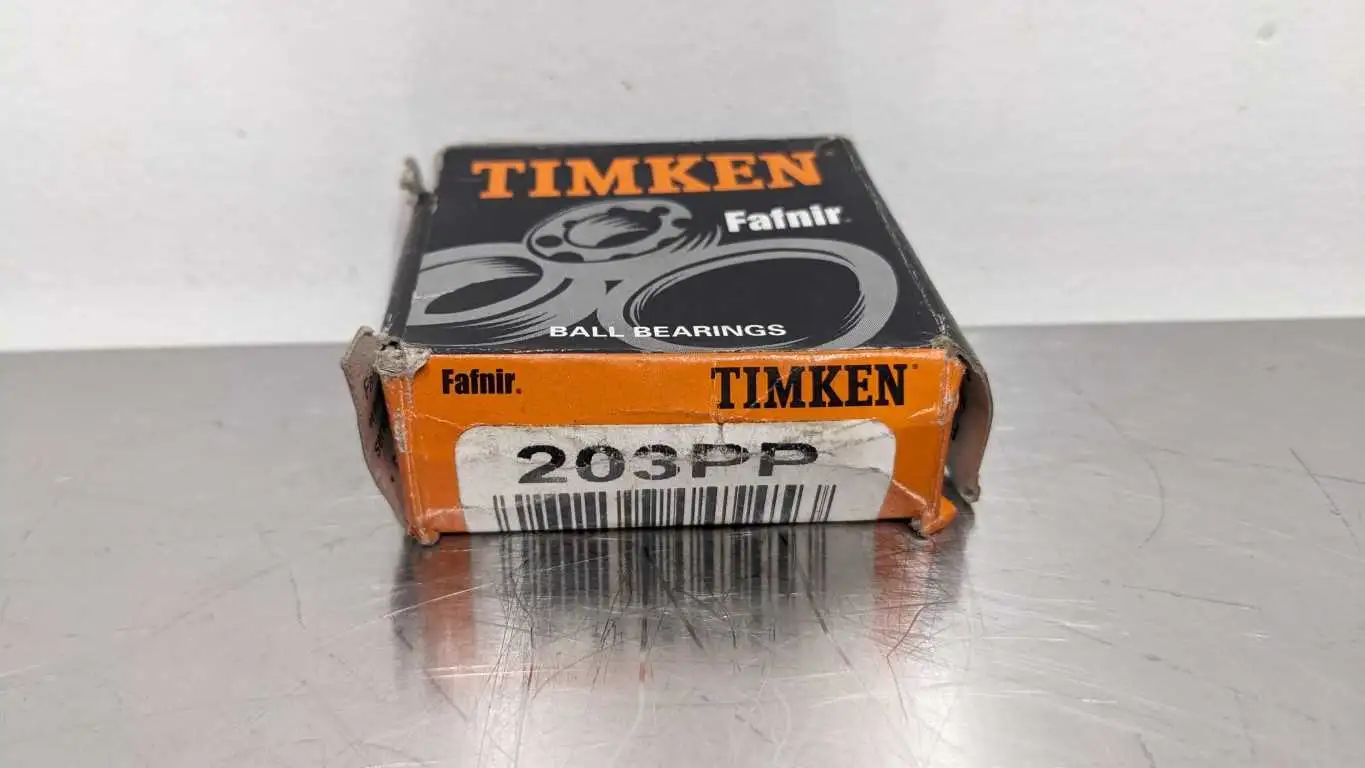 TIMKEN
Fafnir
BALL BEARINGS
Fafnir®
TIMKEN®
203PP